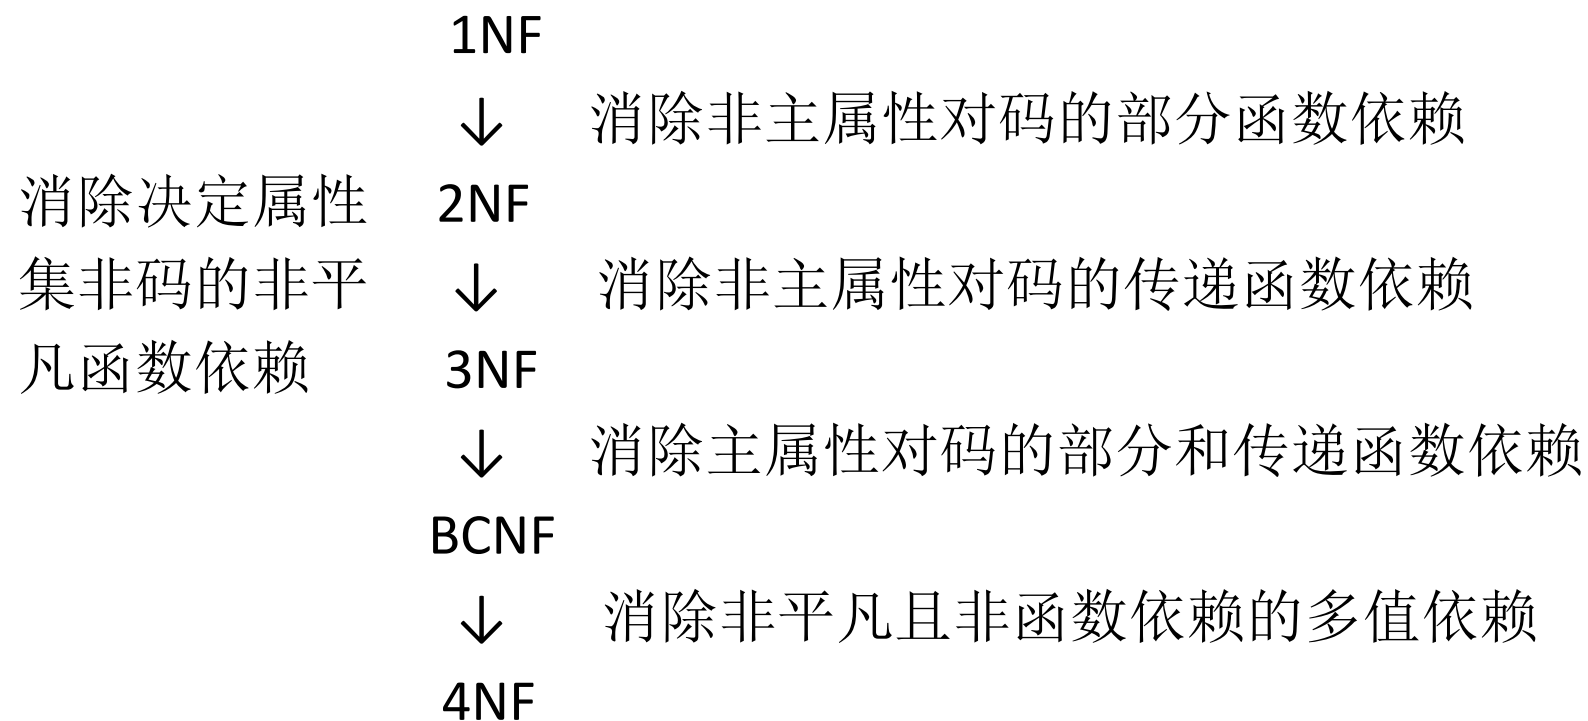 1NF
↓ 消除非主属性对码的部分函数依赖
消除决定属性 2NF
集非码的非平 ↓ 消除非主属性对码的传递函数依赖
凡函数依赖 3NF
↓ 消除主属性对码的部分和传递函数依赖
BCNF
↓ 消除非平凡且非函数依赖的多值依赖
4NF